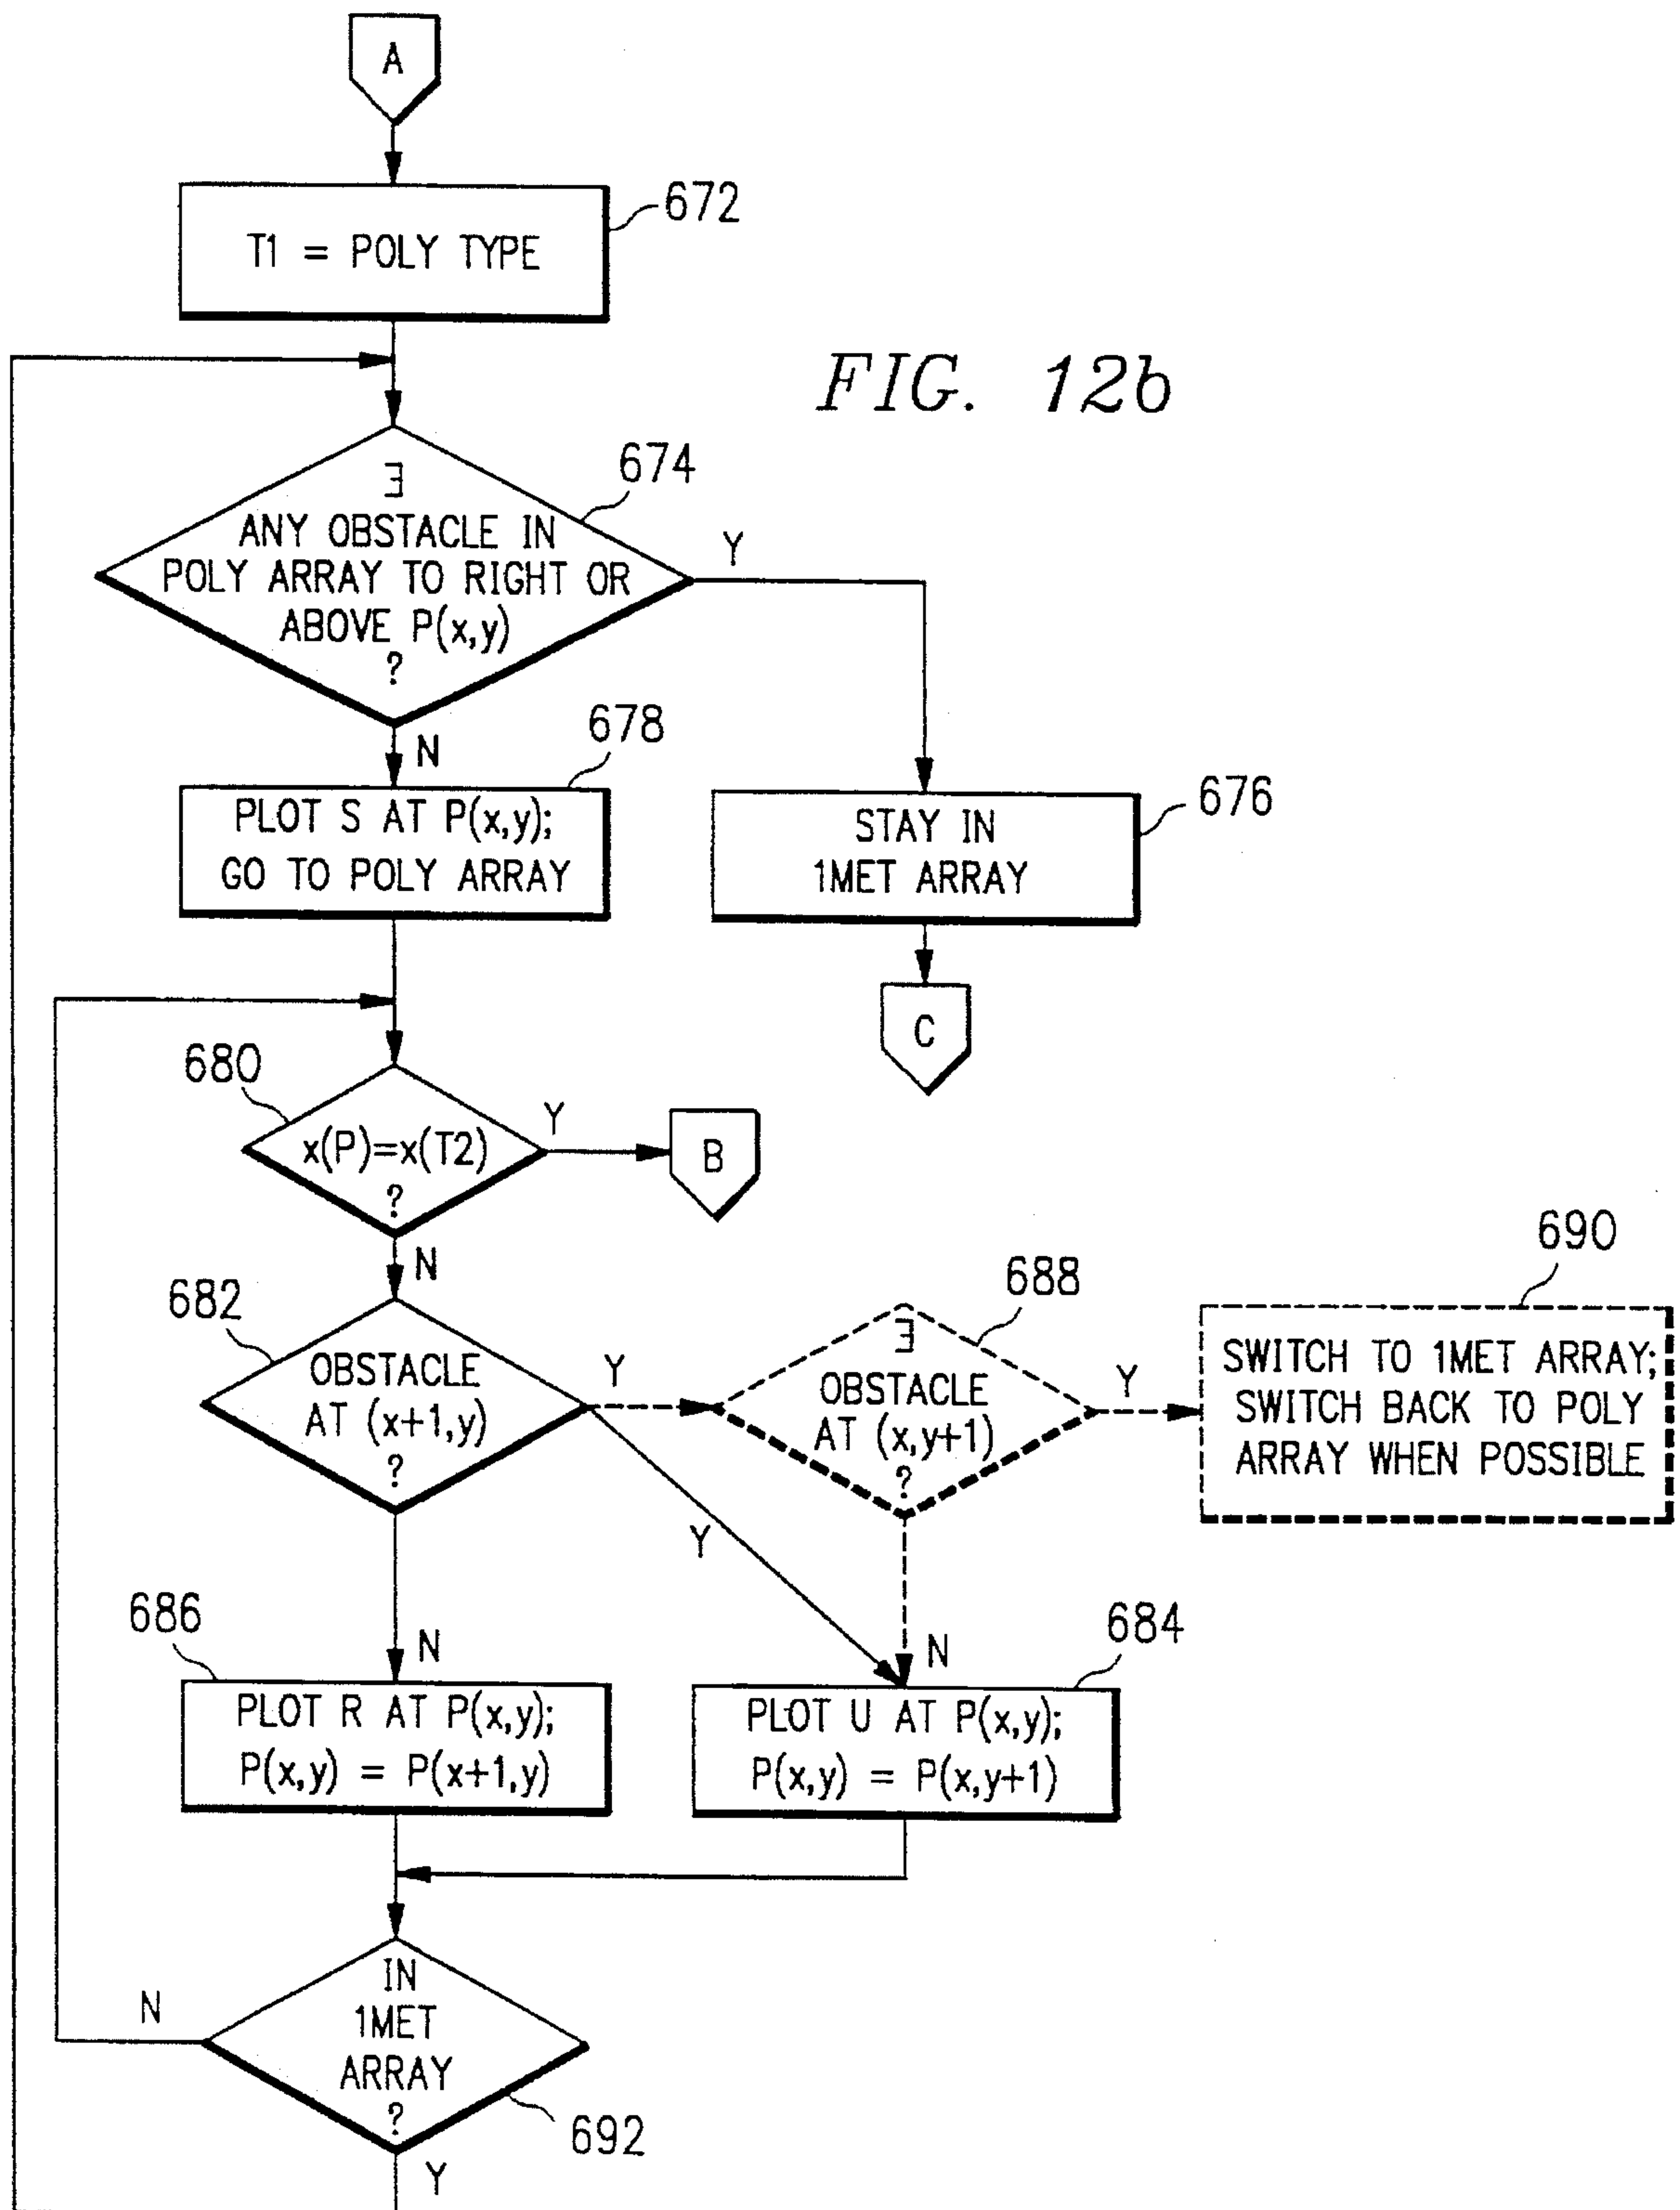 A
672
T1 = POLY TYPE
FIG. 12b
674
∃
ANY OBSTACLE IN
POLY ARRAY TO RIGHT OR
ABOVE P(x,y)
?
Y
N
678
PLOT S AT P(x,y);
GO TO POLY ARRAY
676
STAY IN
1MET ARRAY
C
680
x(P)=x(T2)
?
Y
B
N
682
OBSTACLE
AT (x+1,y)
?
Y
Y
688
∃
OBSTACLE
AT (x,y+1)
?
Y
690
SWITCH TO 1MET ARRAY;
SWITCH BACK TO POLY
ARRAY WHEN POSSIBLE
N
N
686
PLOT R AT P(x,y);
P(x,y) = P(x+1,y)
684
PLOT U AT P(x,y);
P(x,y) = P(x,y+1)
IN
1MET
ARRAY
?
N
692
Y